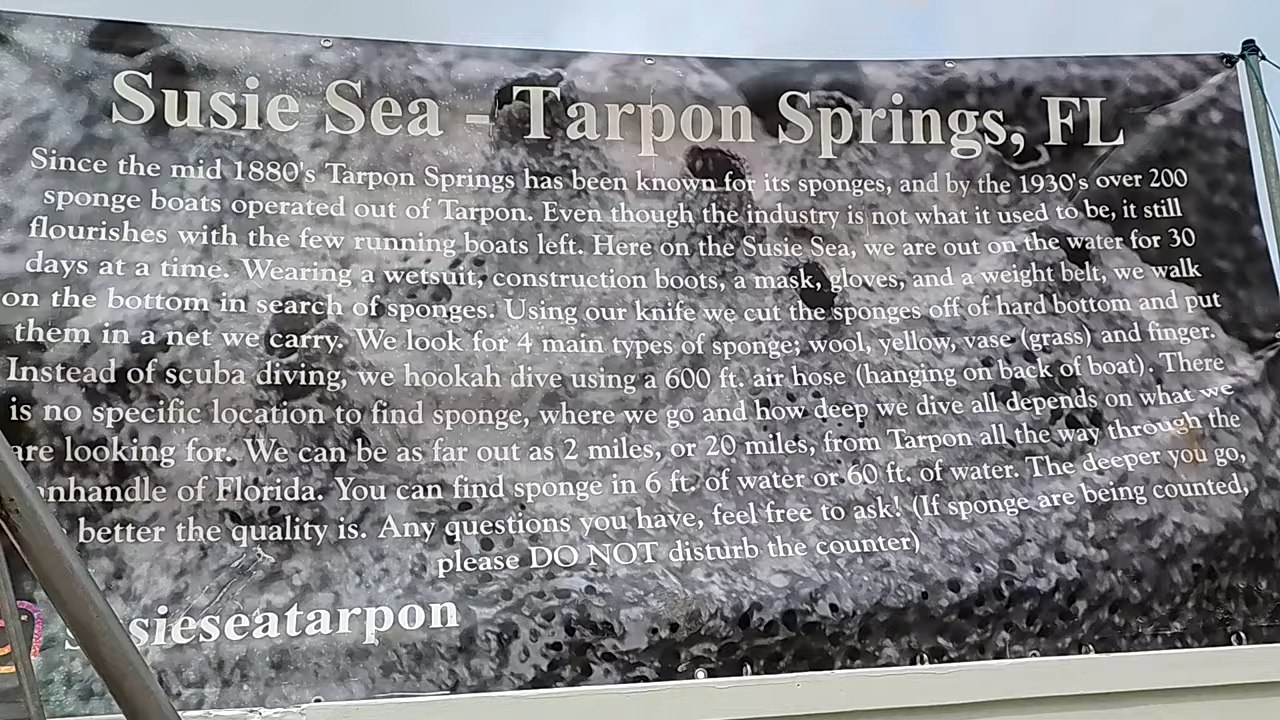 Susie Sea - Tarpon Springs, FL
Since the mid 1880's Tarpon Springs has been known for its sponges, and by the 1930's over 200
sponge boats operated out of Tarpon. Even though the industry is not what it used to be, it still
flourishes with the few running boats left. Here on the Susie Sea, we are out on the water for 30
days at a time. Wearing a wetsuit, construction boots, a mask, gloves, and a weight belt, we walk
on the bottom in search of sponges. Using our knife we cut the sponges off of hard bottom and put
them in a net we carry. We look for 4 main types of sponge; wool, yellow, vase (grass) and finger.
Instead of scuba diving, we hookah dive using a 600 ft. air hose (hanging on back of boat). There
is no specific location to find sponge, where we go and how deep we dive all depends on what we
are looking for. We can be as far out as 2 miles, or 20 miles, from Tarpon all the way through the
anhandle of Florida. You can find sponge in 6 ft. of water or 60 ft. of water. The deeper you go,
better the quality is. Any questions you have, feel free to ask! (If sponge are being counted,
please DO NOT disturb the counter)
sieseatarpon